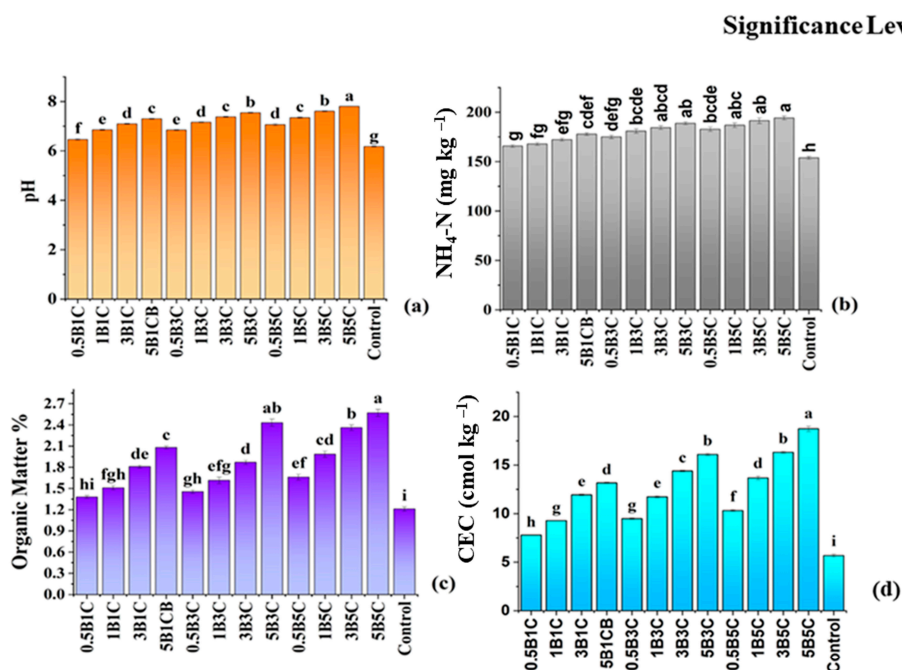 Significance Lev
pH
8
6
4
2
0
f e d c e d c b d c b a g
0.5B1C 1B1C 3B1C 5B1CB 0.5B3C 1B3C 3B3C 5B3C 0.5B5C 1B5C 3B5C 5B5C Control
(a)
NH₄-N (mg kg ⁻¹)
200
150
100
50
0
g fg efg cdef defg bcde abcd ab bcde abc ab a h
0.5B1C 1B1C 3B1C 5B1CB 0.5B3C 1B3C 3B3C 5B3C 0.5B5C 1B5C 3B5C 5B5C Control
(b)
Organic Matter %
2.7
2.4
2.1
1.8
1.5
1.2
0.9
0.6
0.3
0.0
hi fgh de c gh efg d ab ef cd b a i
0.5B1C 1B1C 3B1C 5B1CB 0.5B3C 1B3C 3B3C 5B3C 0.5B5C 1B5C 3B5C 5B5C Control
(c)
CEC (cmol kg ⁻¹)
20
15
10
5
0
h g e d g e c b f d b a i
0.5B1C 1B1C 3B1C 5B1CB 0.5B3C 1B3C 3B3C 5B3C 0.5B5C 1B5C 3B5C 5B5C Control
(d)